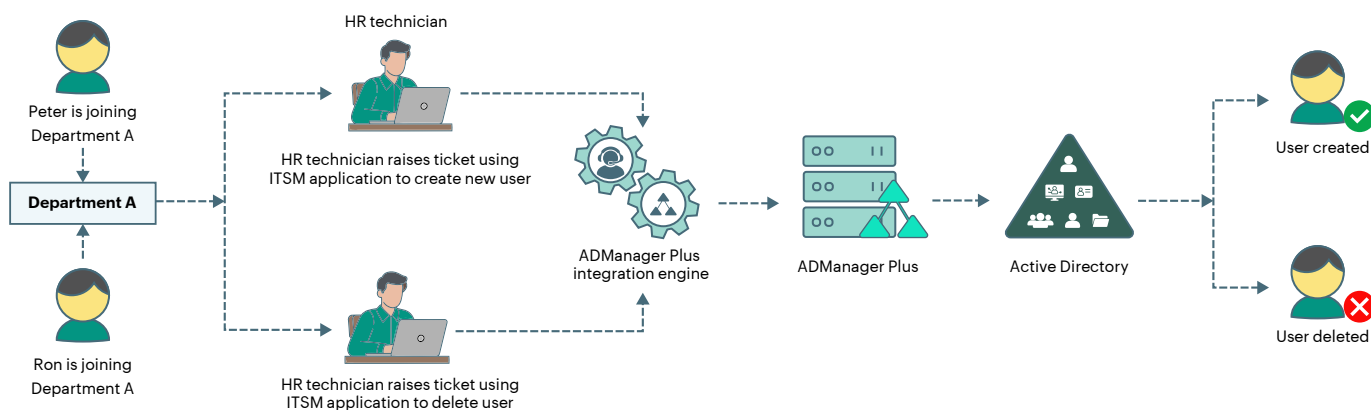 HR technician
Peter is joining
Department A
HR technician raises ticket using
ITSM application to create new user
Department A
ADManager Plus
integration engine
ADManager Plus
Active Directory
User created
User deleted
Ron is joining
Department A
HR technician raises ticket using
ITSM application to delete user